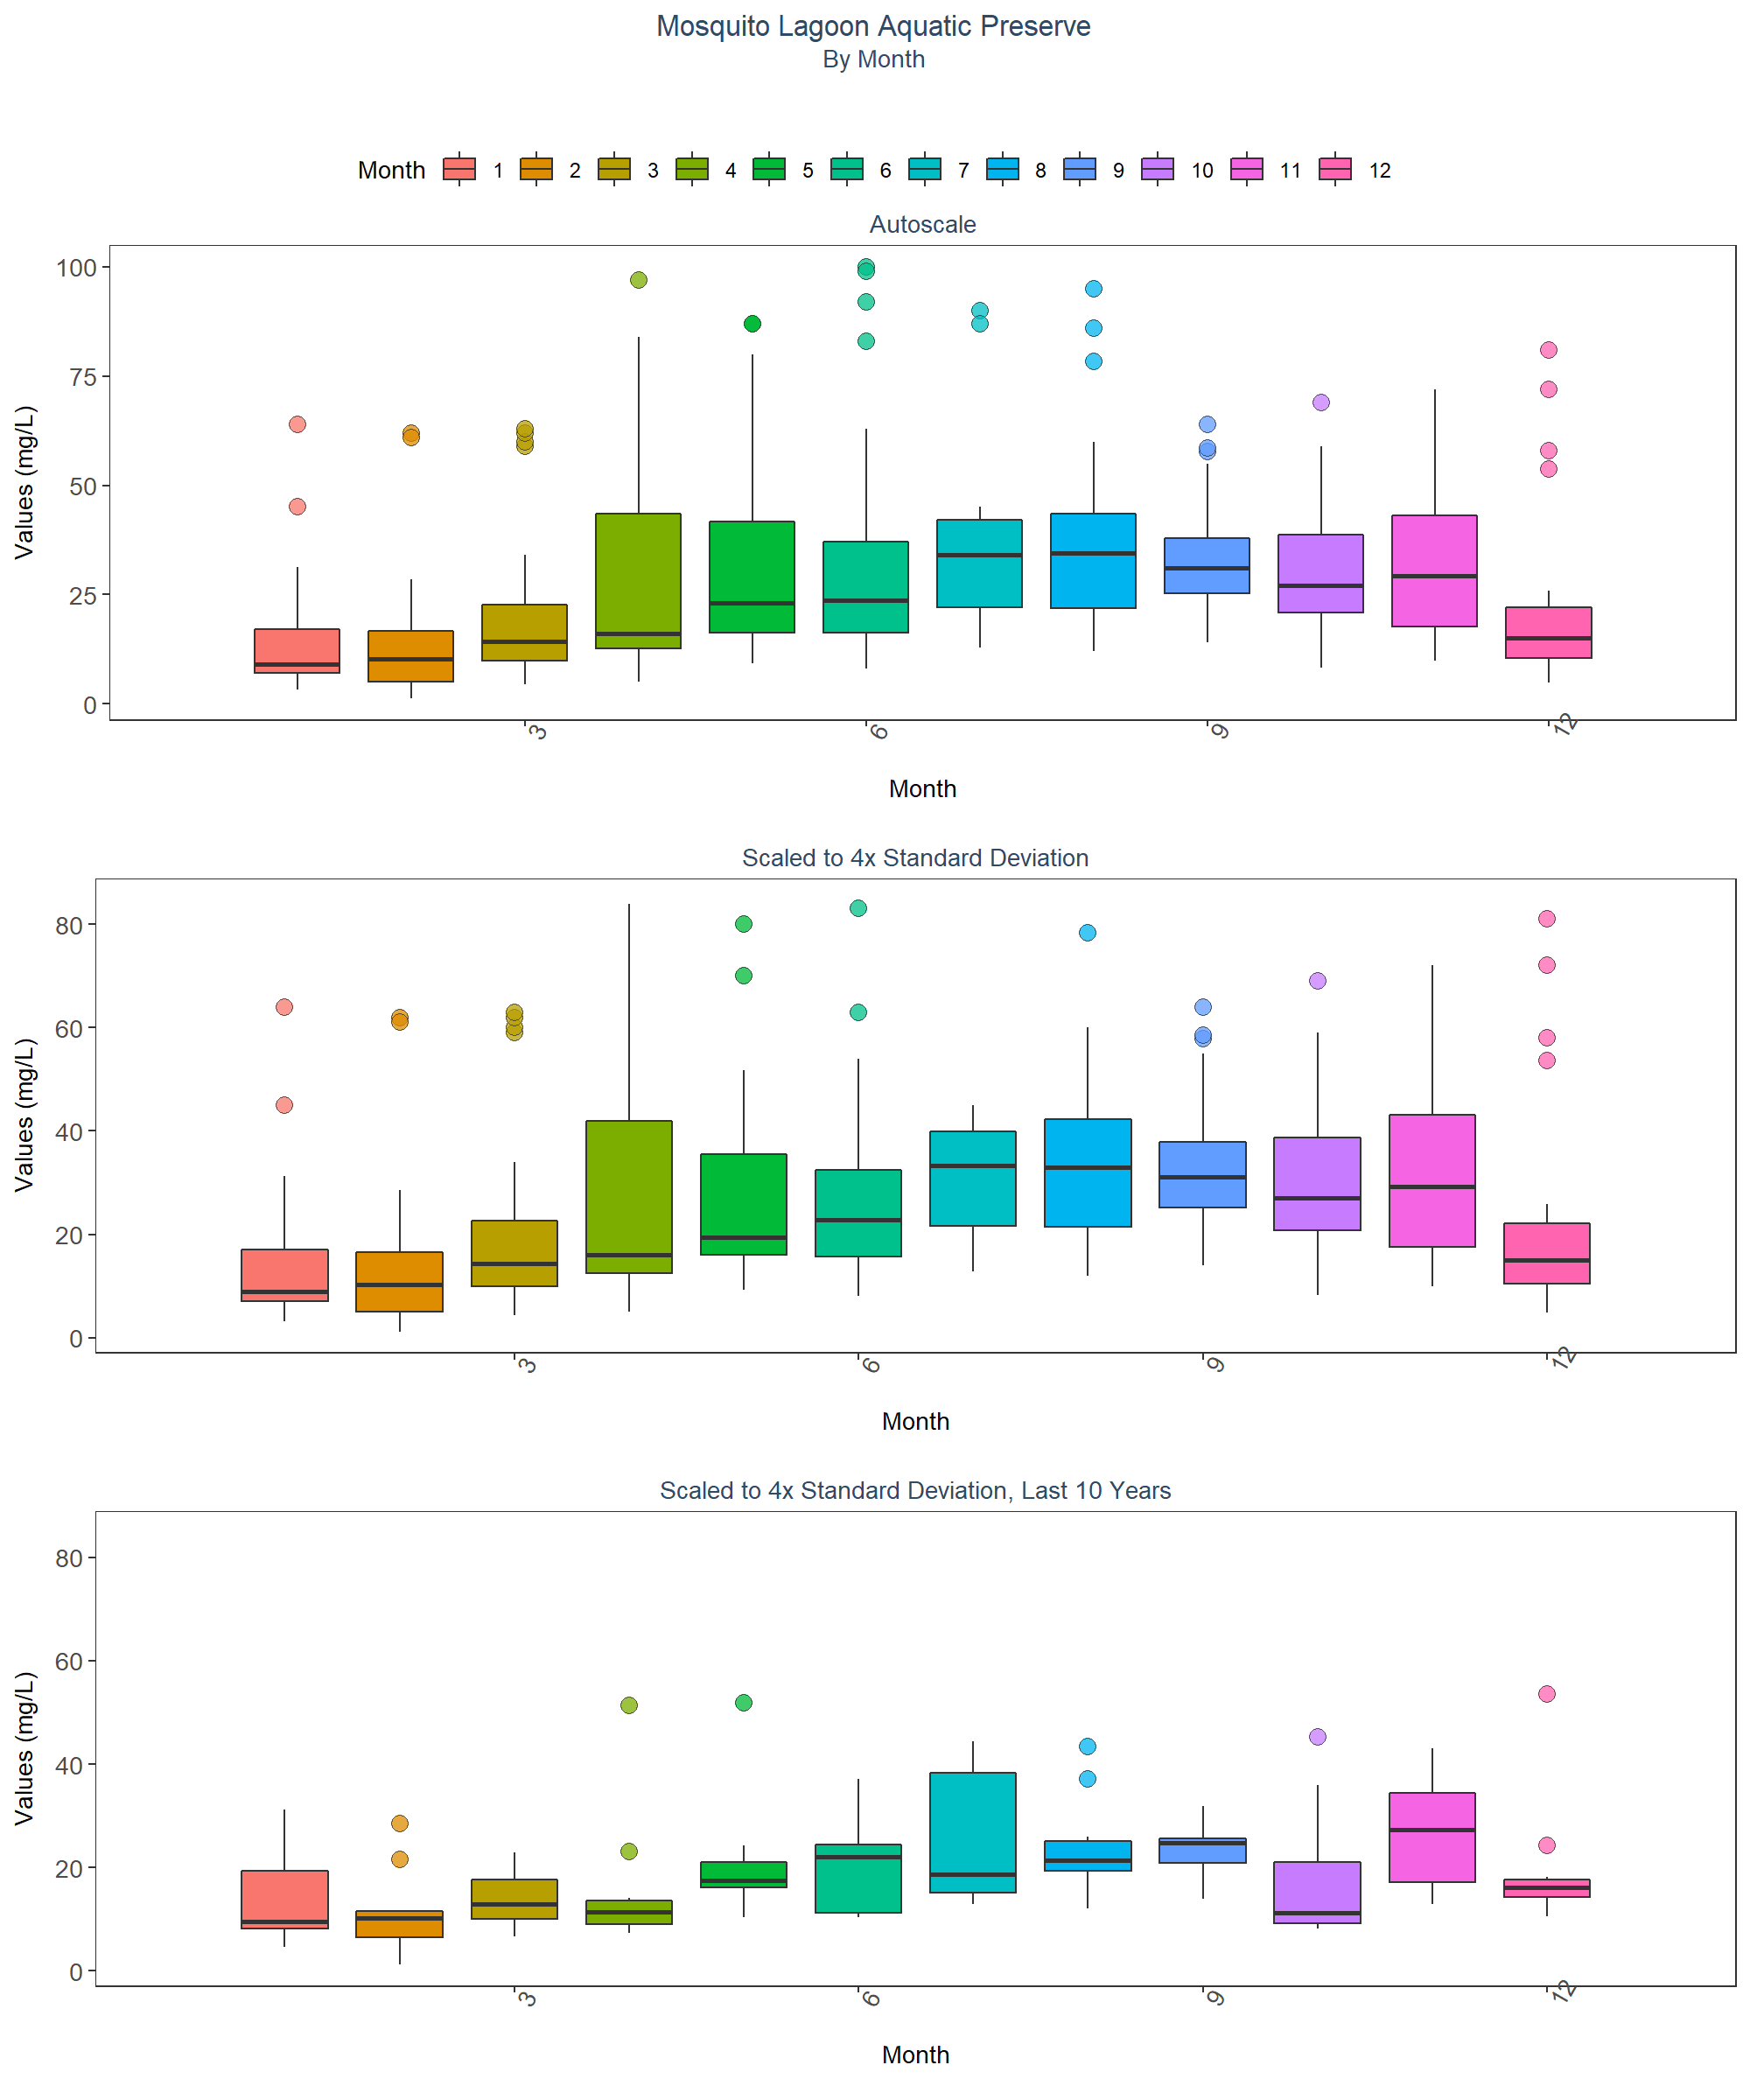 Mosquito Lagoon Aquatic Preserve
By Month
Month 1 2 3 4 5 6 7 8 9 10 11 12
Autoscale
Values (mg/L)
100
75
50
25
0
3 6 9 12
Month
Scaled to 4x Standard Deviation
Values (mg/L)
80
60
40
20
0
3 6 9 12
Month
Scaled to 4x Standard Deviation, Last 10 Years
Values (mg/L)
80
60
40
20
0
3 6 9 12
Month